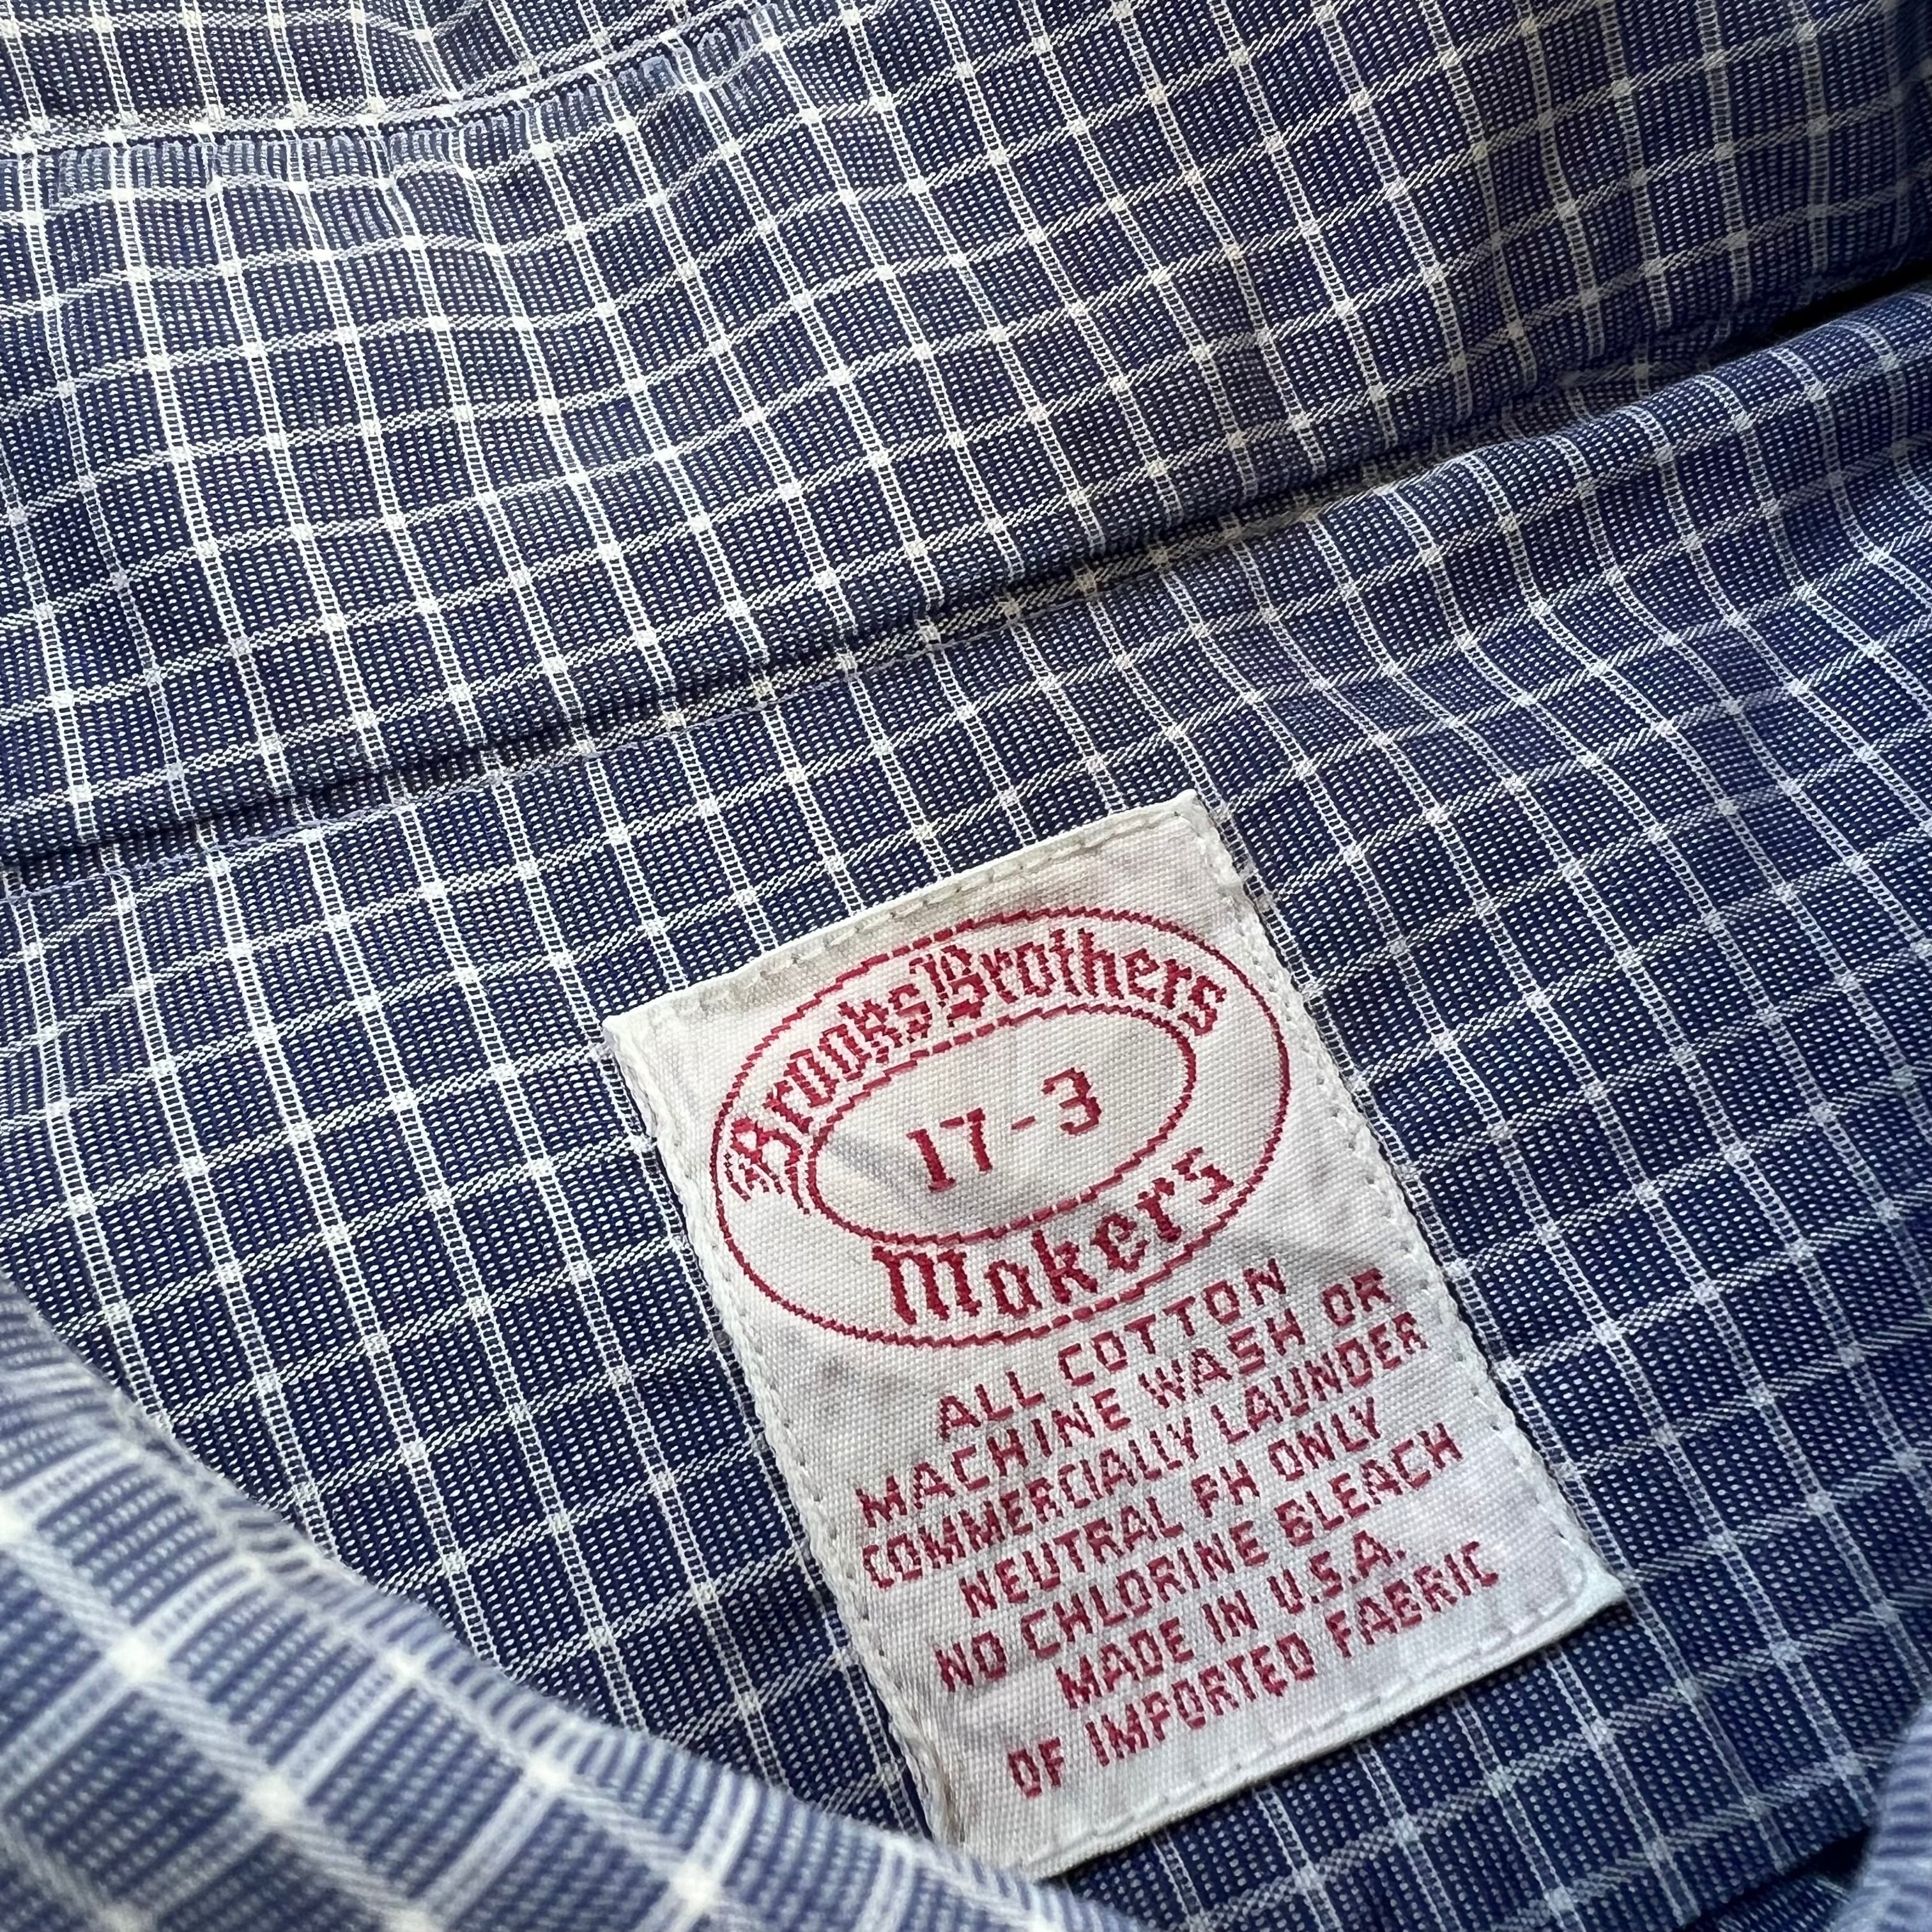 Brooks Brothers
17-3
Makers
ALL COTTON
MACHINE WASH OR
COMMERCIALLY LAUNDER
NEUTRAL PH ONLY
NO CHLORINE BLEACH
MADE IN U.S.A.
OF IMPORTED FABRIC